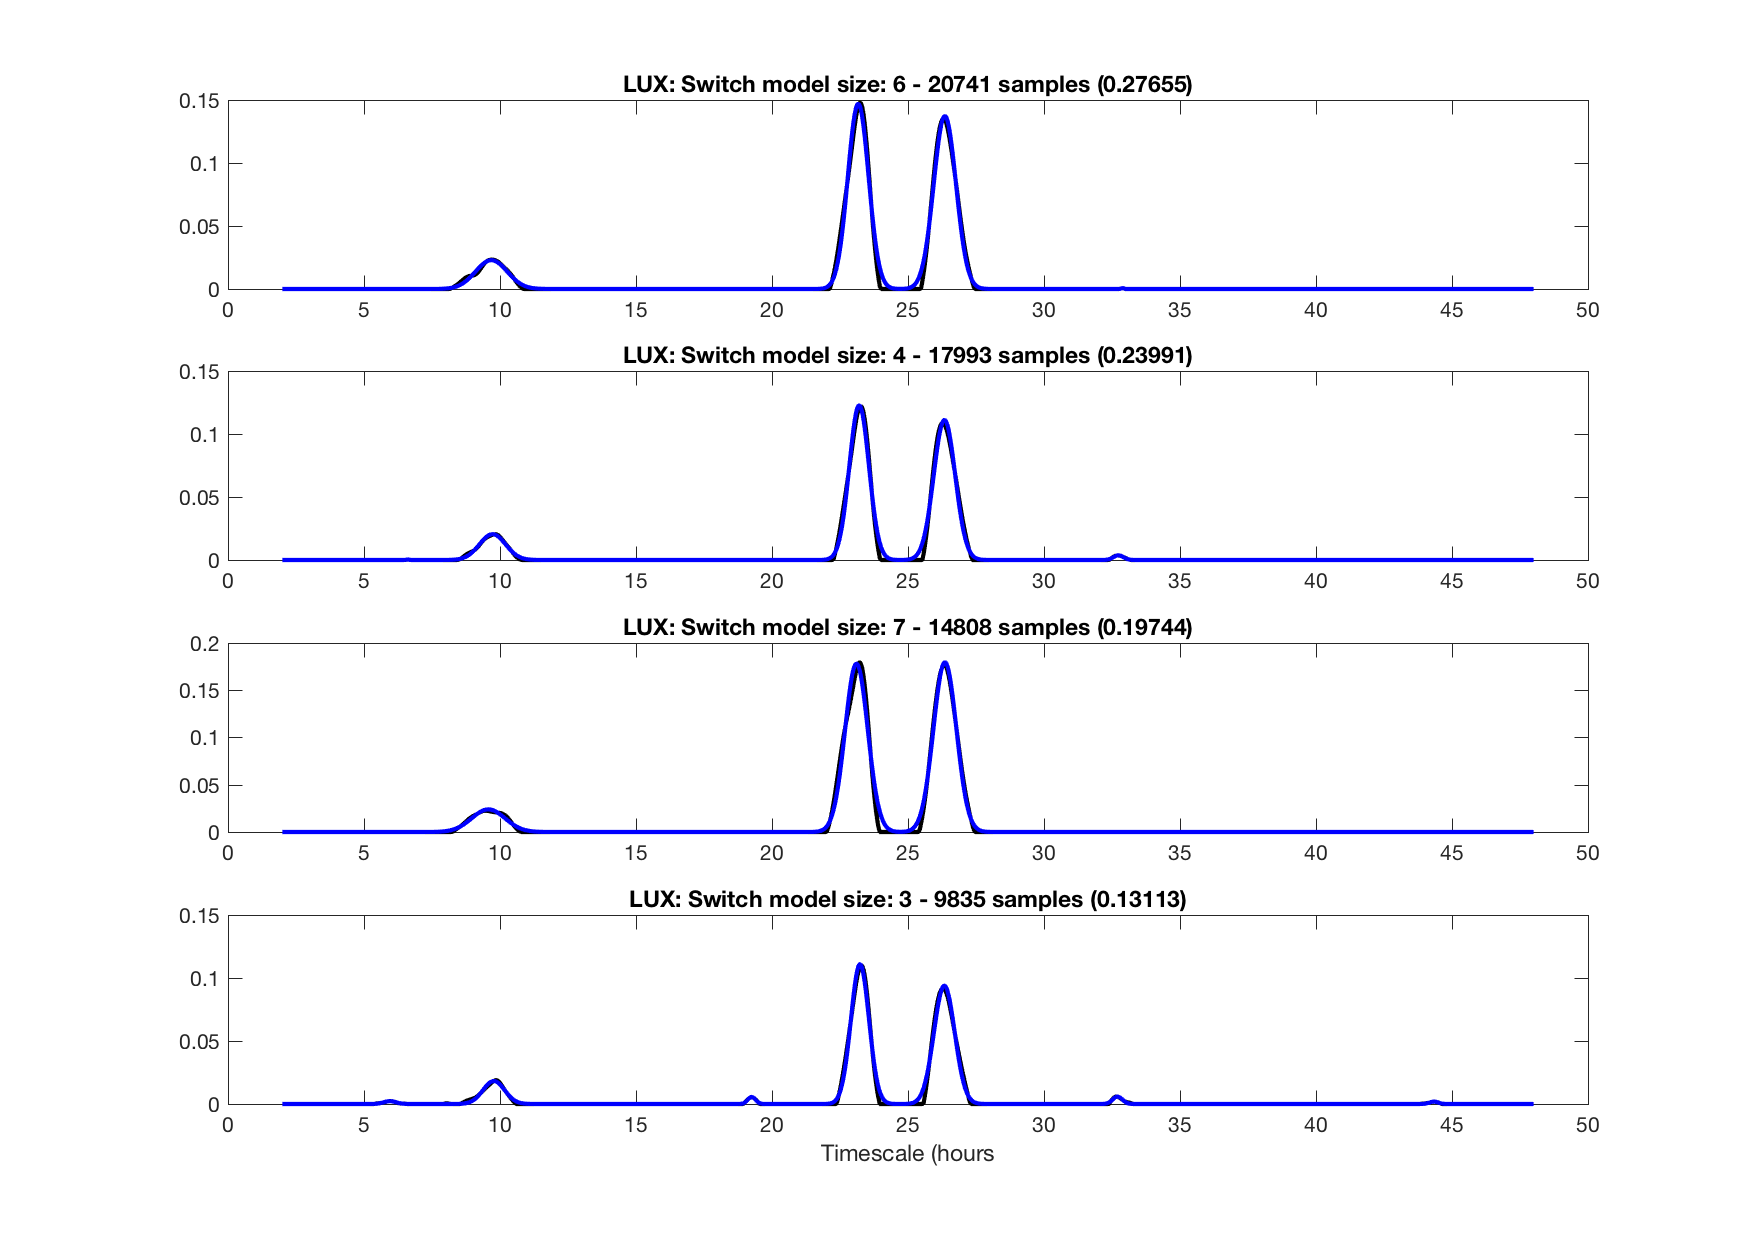 LUX: Switch model size: 6 - 20741 samples (0.27655)
0.15
0.1
0.05
0
0 5 10 15 20 25 30 35 40 45 50
LUX: Switch model size: 4 - 17993 samples (0.23991)
0.15
0.1
0.05
0
0 5 10 15 20 25 30 35 40 45 50
LUX: Switch model size: 7 - 14808 samples (0.19744)
0.2
0.15
0.1
0.05
0
0 5 10 15 20 25 30 35 40 45 50
LUX: Switch model size: 3 - 9835 samples (0.13113)
0.15
0.1
0.05
0
0 5 10 15 20 25 30 35 40 45 50
Timescale (hours